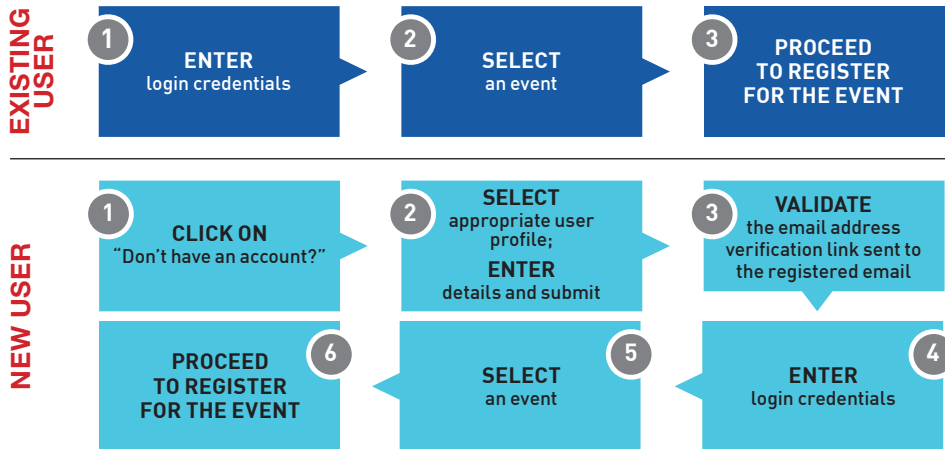 EXISTING
USER
1
ENTER
login credentials
2
SELECT
an event
3
PROCEED
TO REGISTER
FOR THE EVENT
NEW USER
1
CLICK ON
“Don’t have an account?”
2
SELECT
appropriate user
profile;
ENTER
details and submit
3
VALIDATE
the email address
verification link sent to
the registered email
4
ENTER
login credentials
5
SELECT
an event
6
PROCEED
TO REGISTER
FOR THE EVENT